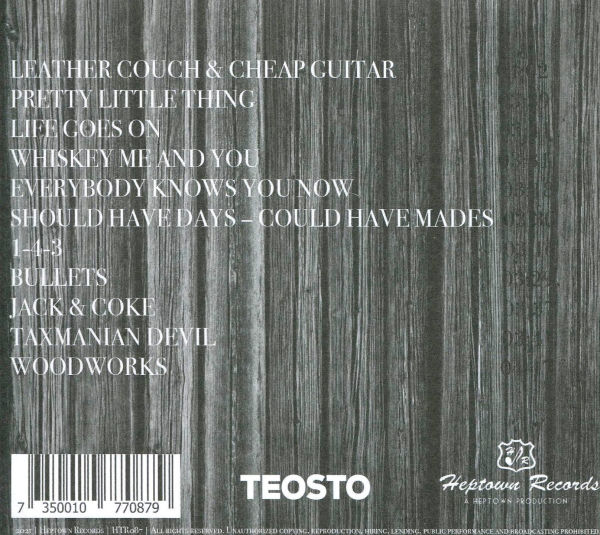 LEATHER COUCH & CHEAP GUITAR
PRETTY LITTLE THING
LIFE GOES ON
WHISKEY ME AND YOU
EVERYBODY KNOWS YOU NOW
SHOULD HAVE DAYS – COULD HAVE MADES
1-4-3
BULLETS
JACK & COKE
TAXMANIAN DEVIL
WOODWORKS
7 350010 770879
TEOSTO
H R
Heptown Records
A HEPTOWN PRODUCTION
2021 | HEPTOWN RECORDS | HTR087 | ALL RIGHTS RESERVED. UNAUTHORIZED COPYING, REPRODUCTION, HIRING, LENDING, PUBLIC PERFORMANCE AND BROADCASTING PROHIBITED